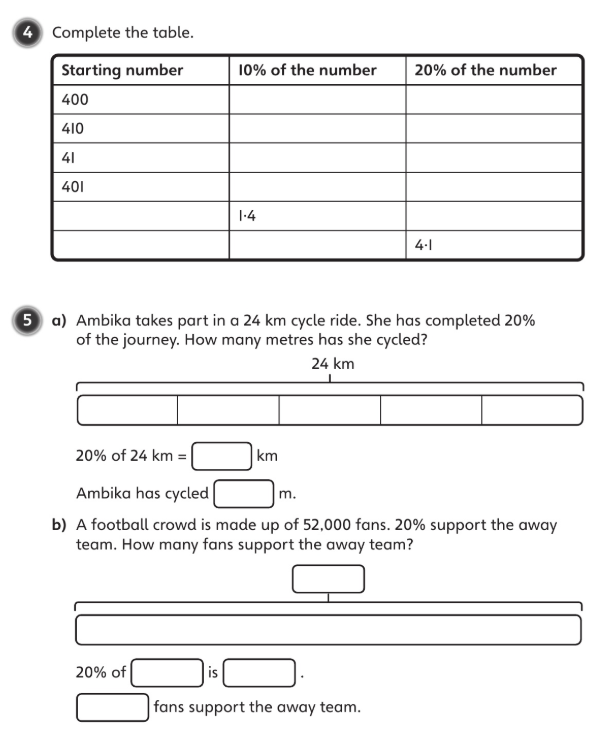 4 Complete the table.
Starting number 10% of the number 20% of the number
400
410
41
401
1·4
4·1
5 a) Ambika takes part in a 24 km cycle ride. She has completed 20%
of the journey. How many metres has she cycled?
24 km
20% of 24 km = km
Ambika has cycled m.
b) A football crowd is made up of 52,000 fans. 20% support the away
team. How many fans support the away team?
20% of is .
fans support the away team.